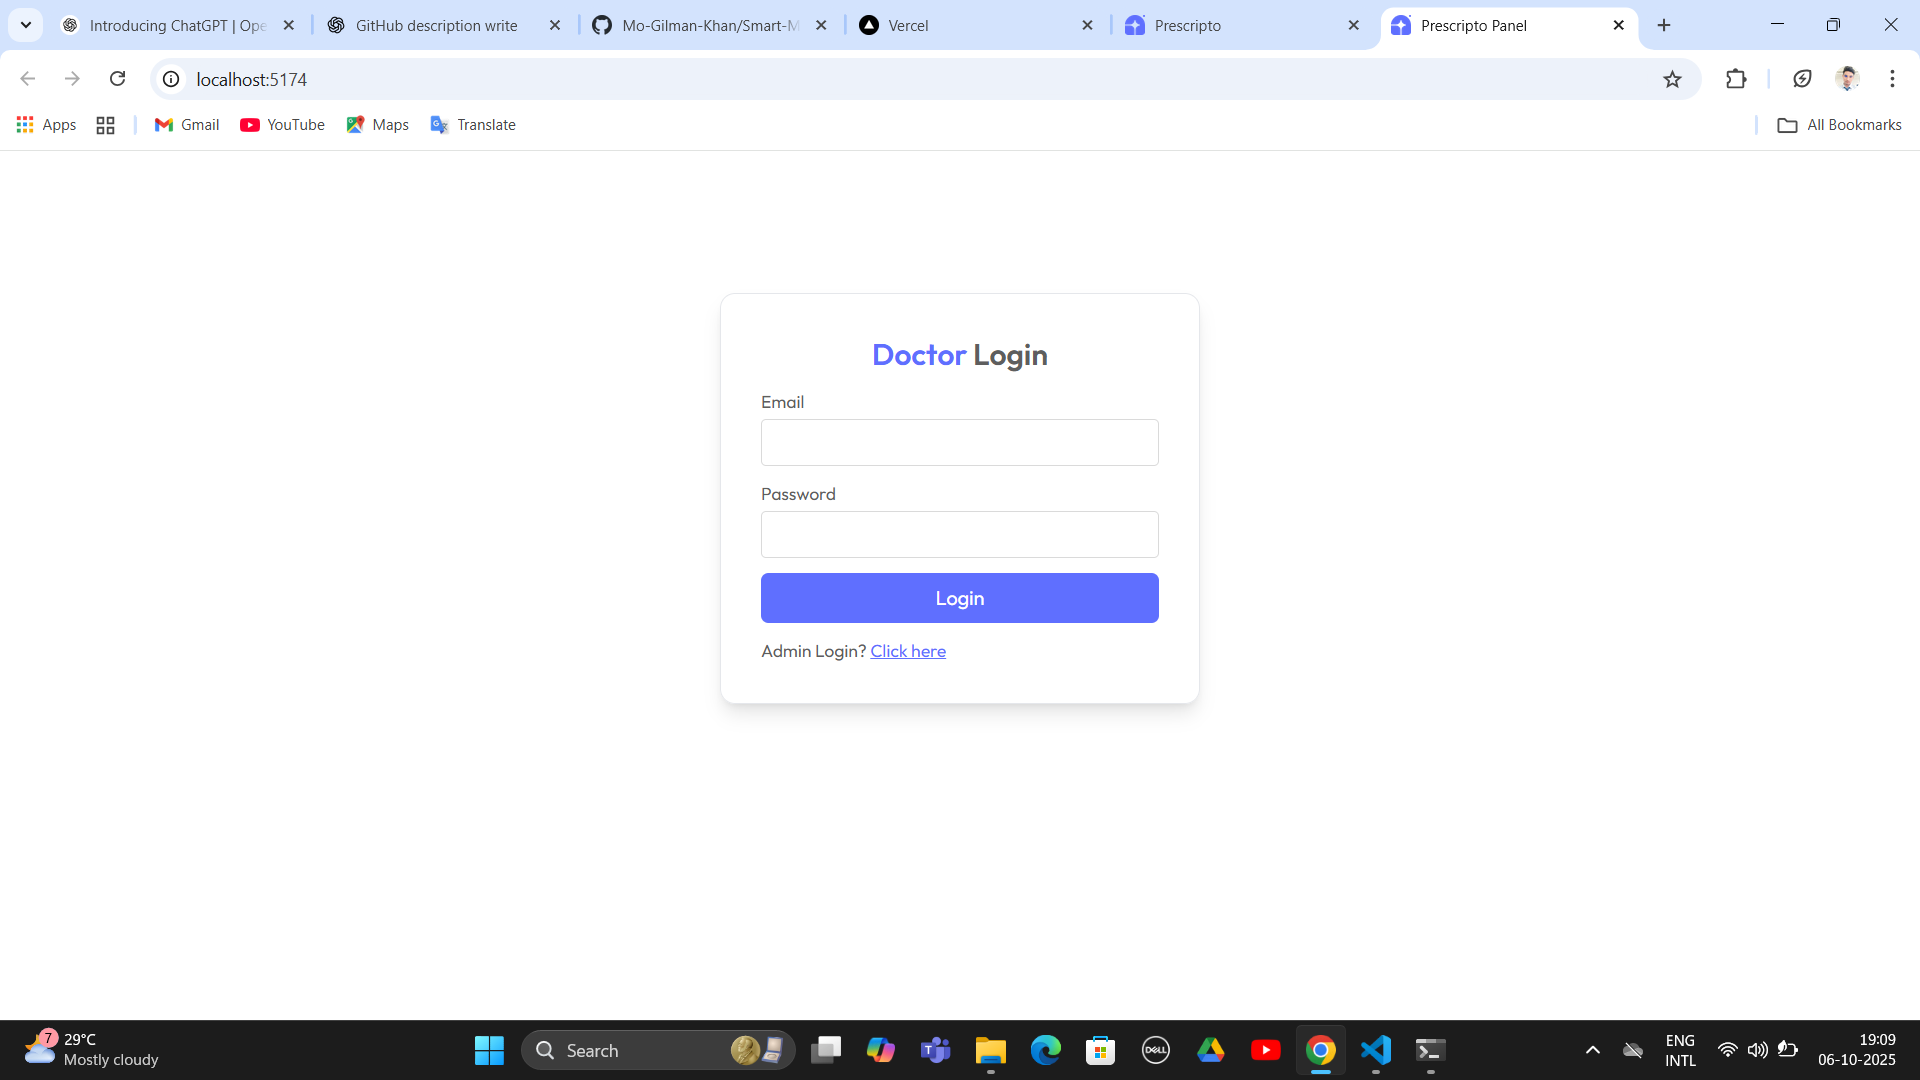 Introducing ChatGPT | Ope
GitHub description write
Mo-Gilman-Khan/Smart-M
Vercel
Prescripto
Prescripto Panel
localhost:5174
Apps
Gmail
YouTube
Maps
Translate
All Bookmarks
Doctor Login
Email
Password
Login
Admin Login? Click here
7
29°C
Mostly cloudy
Search
DELL
ENG
INTL
19:09
06-10-2025